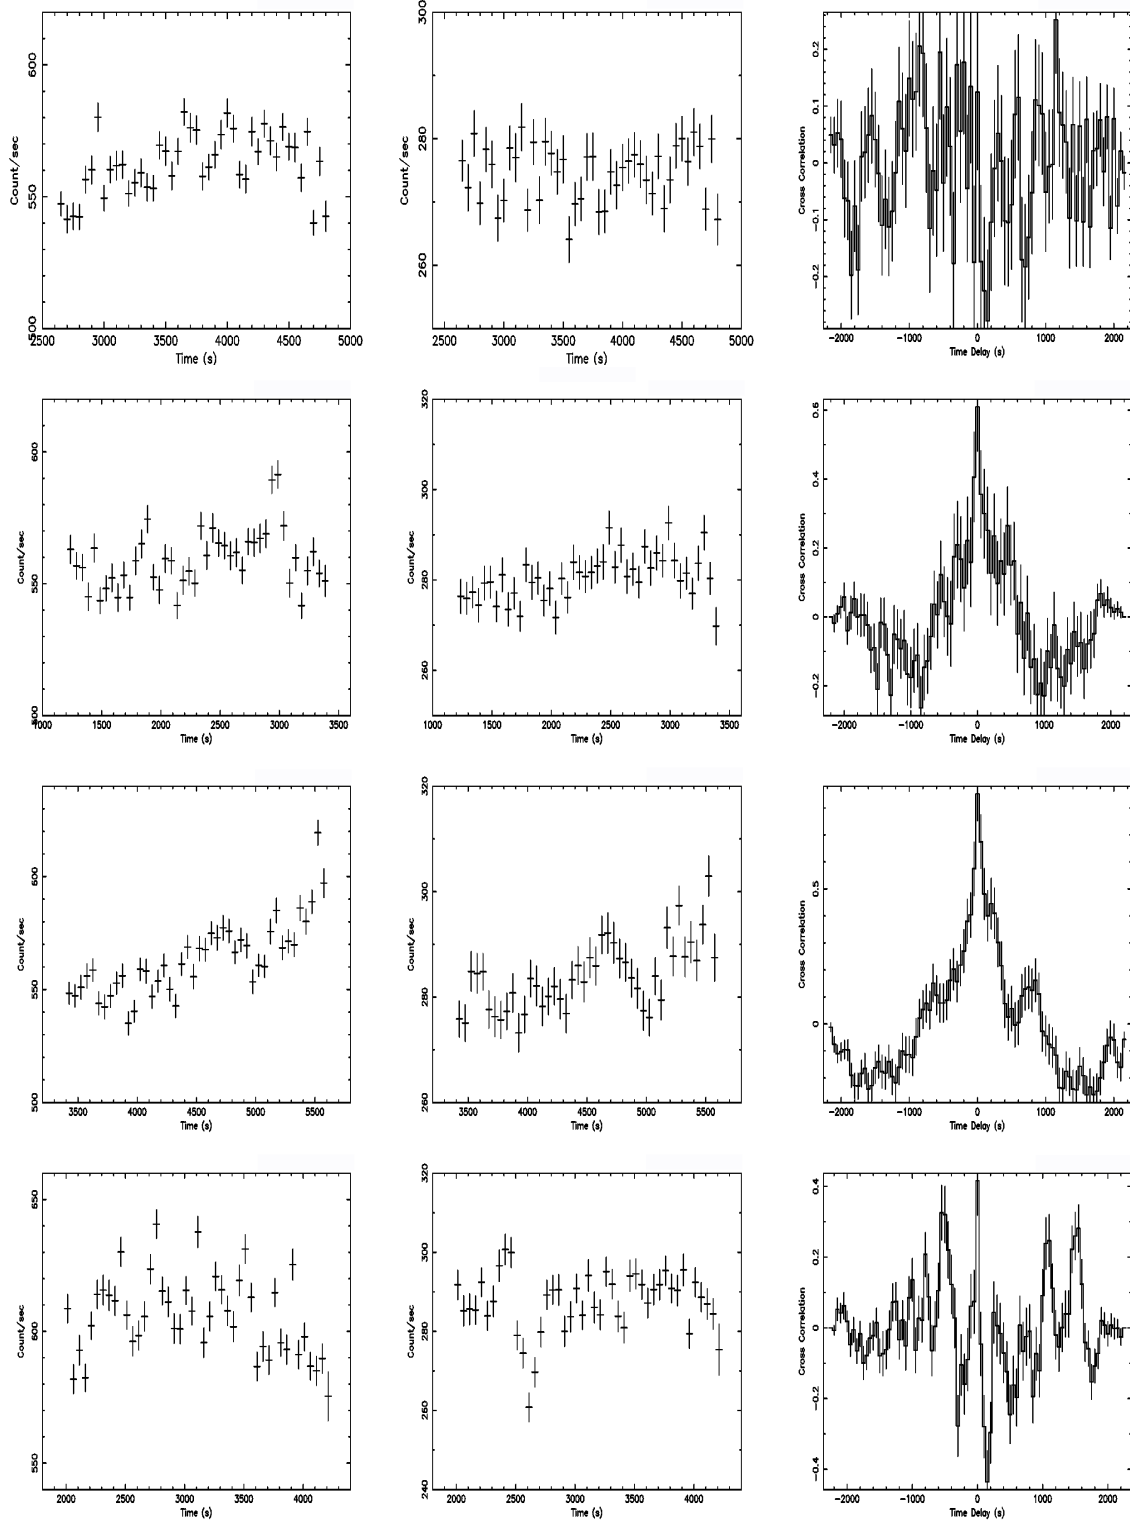 600
550
500
Count/sec
2500 3000 3500 4000 4500 5000
Time (s)
300
280
260
Count/sec
2500 3000 3500 4000 4500 5000
Time (s)
0.2
0.1
0
−0.1
−0.2
Cross Correlation
−2000 −1000 0 1000 2000
Time Delay (s)
600
550
500
Count/sec
1000 1500 2000 2500 3000 3500
Time (s)
320
300
280
260
Count/sec
1000 1500 2000 2500 3000 3500
Time (s)
0.6
0.4
0.2
0
−0.2
Cross Correlation
−2000 −1000 0 1000 2000
Time Delay (s)
600
550
500
Count/sec
3500 4000 4500 5000 5500
Time (s)
320
300
280
260
Count/sec
3500 4000 4500 5000 5500
Time (s)
0.5
0
Cross Correlation
−2000 −1000 0 1000 2000
Time Delay (s)
650
600
550
Count/sec
2000 2500 3000 3500 4000
Time (s)
320
300
280
260
240
Count/sec
2000 2500 3000 3500 4000
Time (s)
0.4
0.2
0
−0.2
−0.4
Cross Correlation
−2000 −1000 0 1000 2000
Time Delay (s)